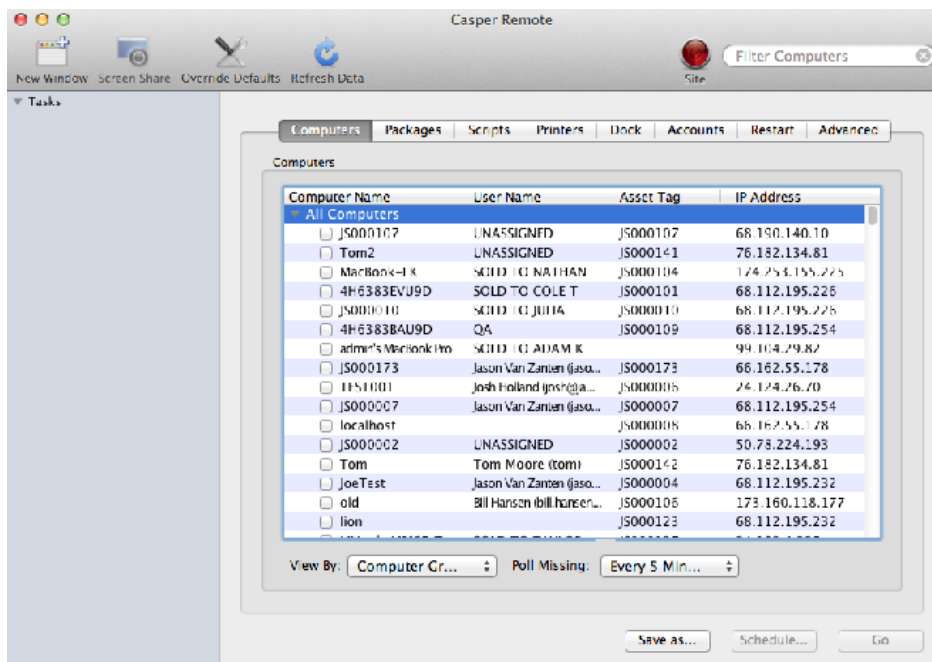 Casper Remote
New Window Screen Share Override Defaults Refresh Data Site Filter Computers
Tasks
Computers Packages Scripts Printers Dock Accounts Restart Advanced
Computers
Computer Name User Name Asset Tag IP Address
All Computers
JS000107 UNASSIGNED JS000107 68.190.140.10
Tom2 UNASSIGNED JS000141 76.182.134.81
MacBook-LK SOLD TO NATHAN JS000104 174.253.155.225
4H6383EVU9D SOLD TO COLE T JS000101 68.112.195.226
JS000010 SOLD TO JULIA JS000010 68.112.195.226
4H6383BAU9D QA JS000109 68.112.195.254
admin's MacBook Pro SOLD TO ADAM K 99.104.29.82
JS000173 Jason Van Zanten (jaso... JS000173 66.162.55.178
TEST001 Josh Holland (josh@a... JS000006 24.124.26.70
JS000007 Jason Van Zanten (jaso... JS000007 68.112.195.254
localhost JS000008 66.162.55.178
JS000002 UNASSIGNED JS000002 50.78.224.193
Tom Tom Moore (tom) JS000142 76.182.134.81
JoeTest Jason Van Zanten (jaso... JS000004 68.112.195.232
old Bill Hansen (bill.hansen... JS000106 173.160.118.177
lion JS000123 68.112.195.232
View By: Computer Gr... Poll Missing: Every 5 Min...
Save as... Schedule... Go